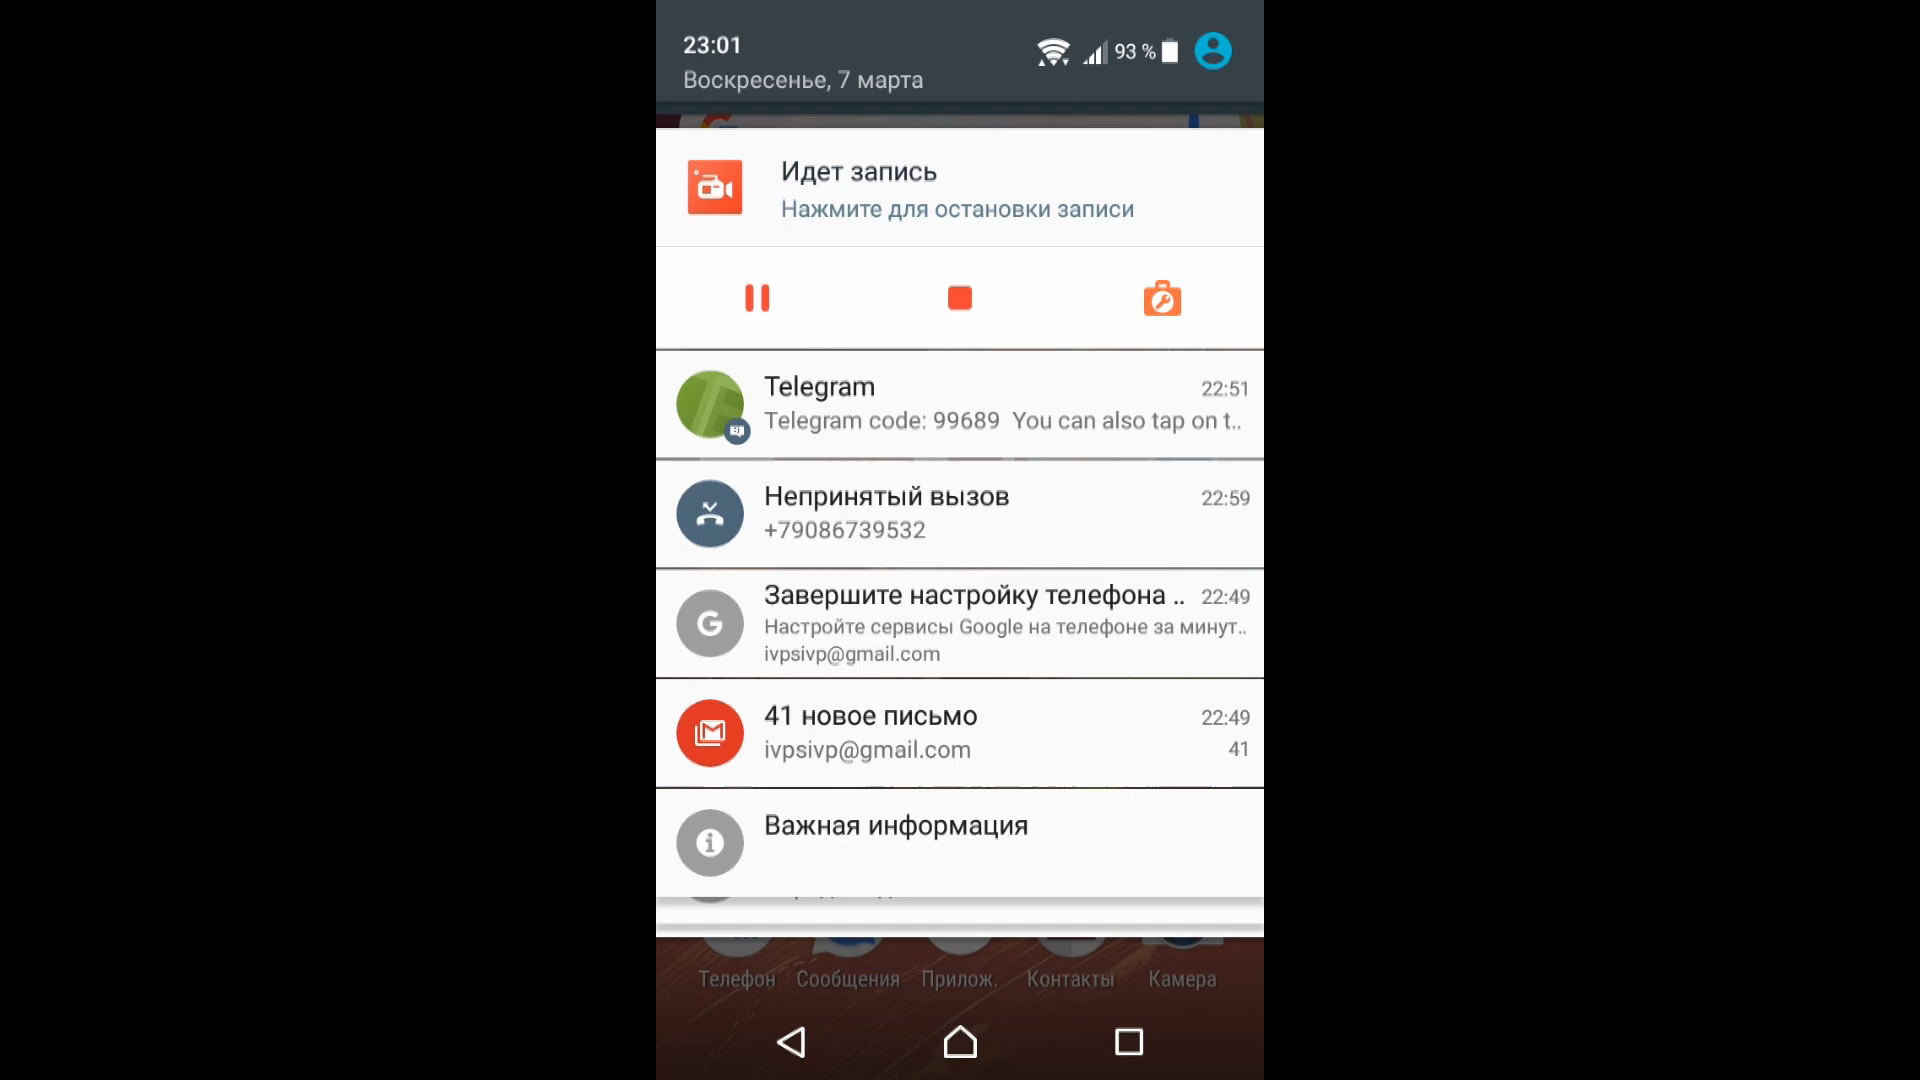 23:01
93 %
Воскресенье, 7 марта
Идет запись
Нажмите для остановки записи
Telegram
22:51
Telegram code: 99689  You can also tap on t..
Непринятый вызов
22:59
+79086739532
Завершите настройку телефона ..
22:49
Настройте сервисы Google на телефоне за минут..
ivpsivp@gmail.com
41 новое письмо
22:49
ivpsivp@gmail.com
41
Важная информация
Телефон
Сообщения
Прилож.
Контакты
Камера